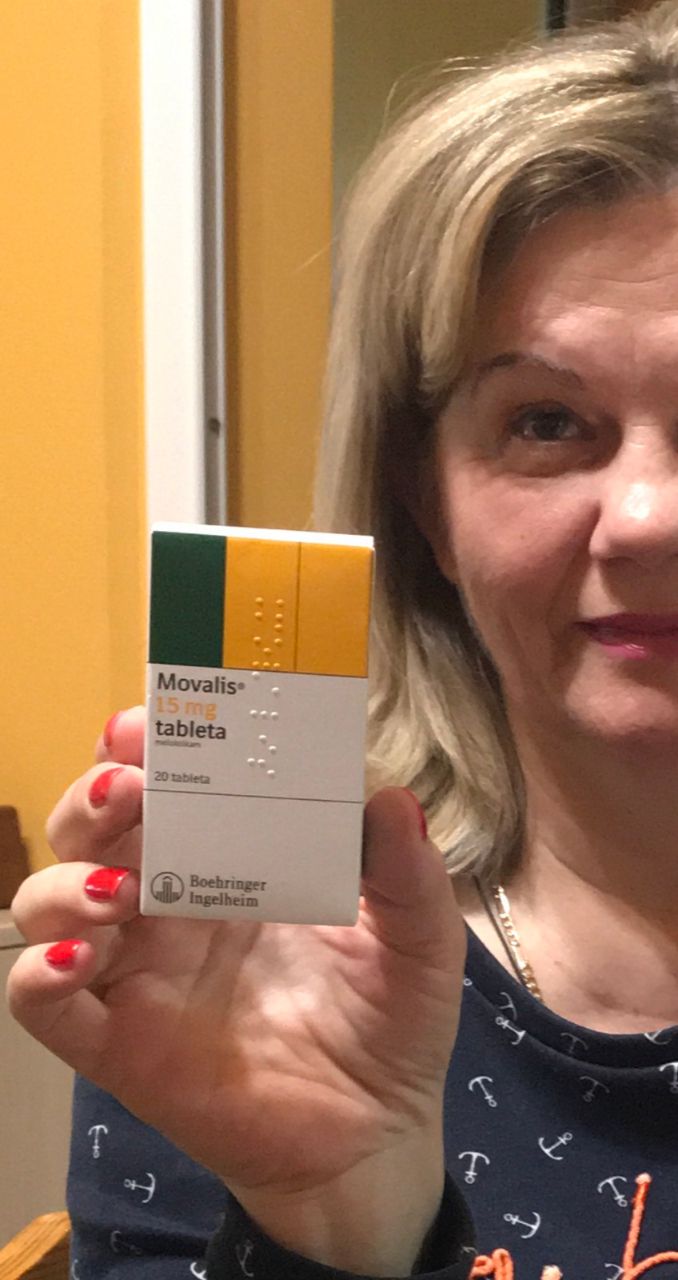 Movalis®
15 mg
tableta
meloksikam
20 tableta
Boehringer
Ingelheim